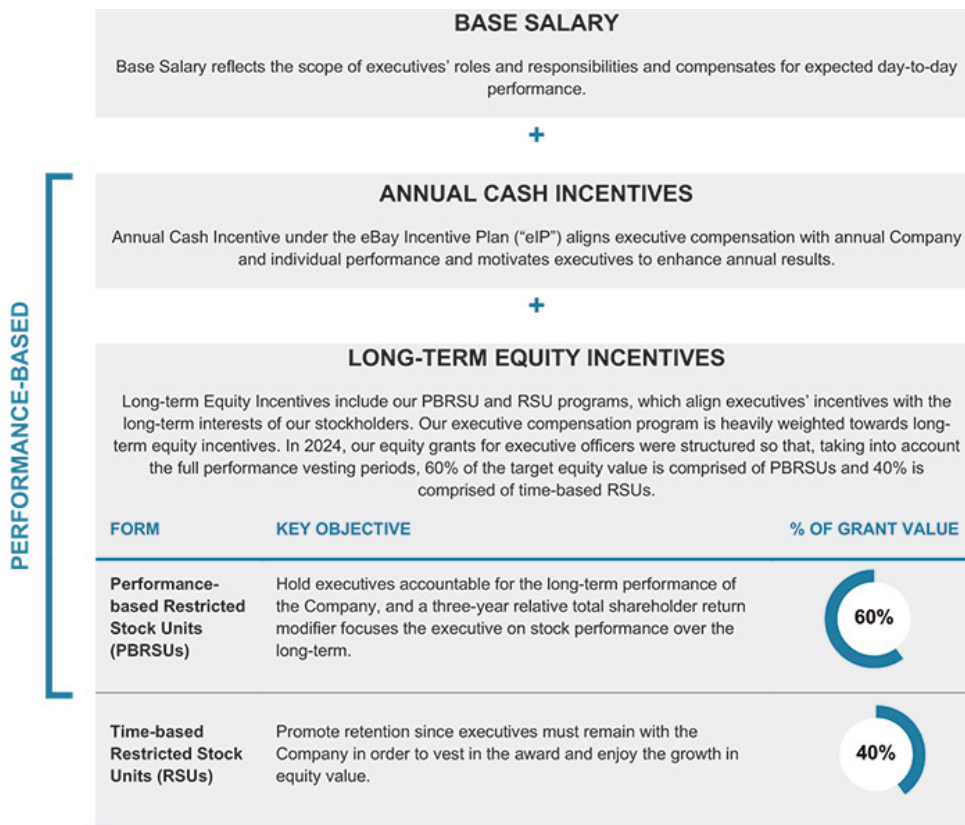 BASE SALARY
Base Salary reflects the scope of executives’ roles and responsibilities and compensates for expected day-to-day
performance.
+
ANNUAL CASH INCENTIVES
Annual Cash Incentive under the eBay Incentive Plan (“eIP”) aligns executive compensation with annual Company
and individual performance and motivates executives to enhance annual results.
+
PERFORMANCE-BASED
LONG-TERM EQUITY INCENTIVES
Long-term Equity Incentives include our PBRSU and RSU programs, which align executives’ incentives with the
long-term interests of our stockholders. Our executive compensation program is heavily weighted towards long-
term equity incentives. In 2024, our equity grants for executive officers were structured so that, taking into account
the full performance vesting periods, 60% of the target equity value is comprised of PBRSUs and 40% is
comprised of time-based RSUs.
FORM KEY OBJECTIVE % OF GRANT VALUE
Performance-
based Restricted
Stock Units
(PBRSUs)
Hold executives accountable for the long-term performance of
the Company, and a three-year relative total shareholder return
modifier focuses the executive on stock performance over the
long-term.
60%
Time-based
Restricted Stock
Units (RSUs)
Promote retention since executives must remain with the
Company in order to vest in the award and enjoy the growth in
equity value.
40%